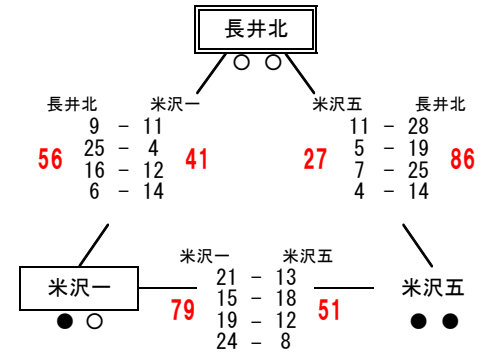 長井北
○ ○
長井北 米沢一
9 - 11
56 25 - 4 41
16 - 12
6 - 14
米沢五 長井北
11 - 28
27 5 - 19 86
7 - 25
4 - 14
米沢一 米沢五
21 - 13
15 - 18
79 19 - 12 51
24 - 8
米沢一
● ○
米沢五
● ●